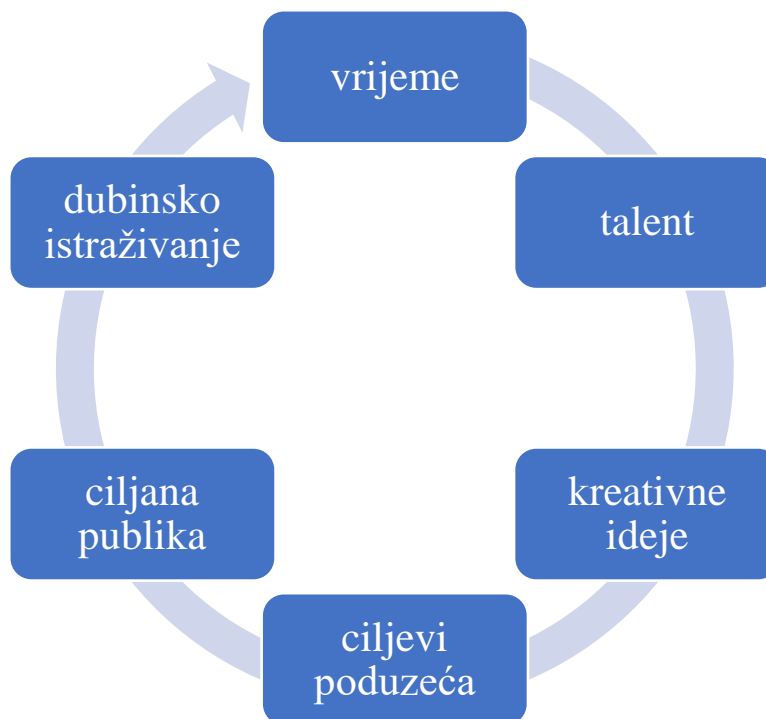 vrijeme
talent
kreativne
ideje
ciljevi
poduzeća
ciljana
publika
dubinsko
istraživanje